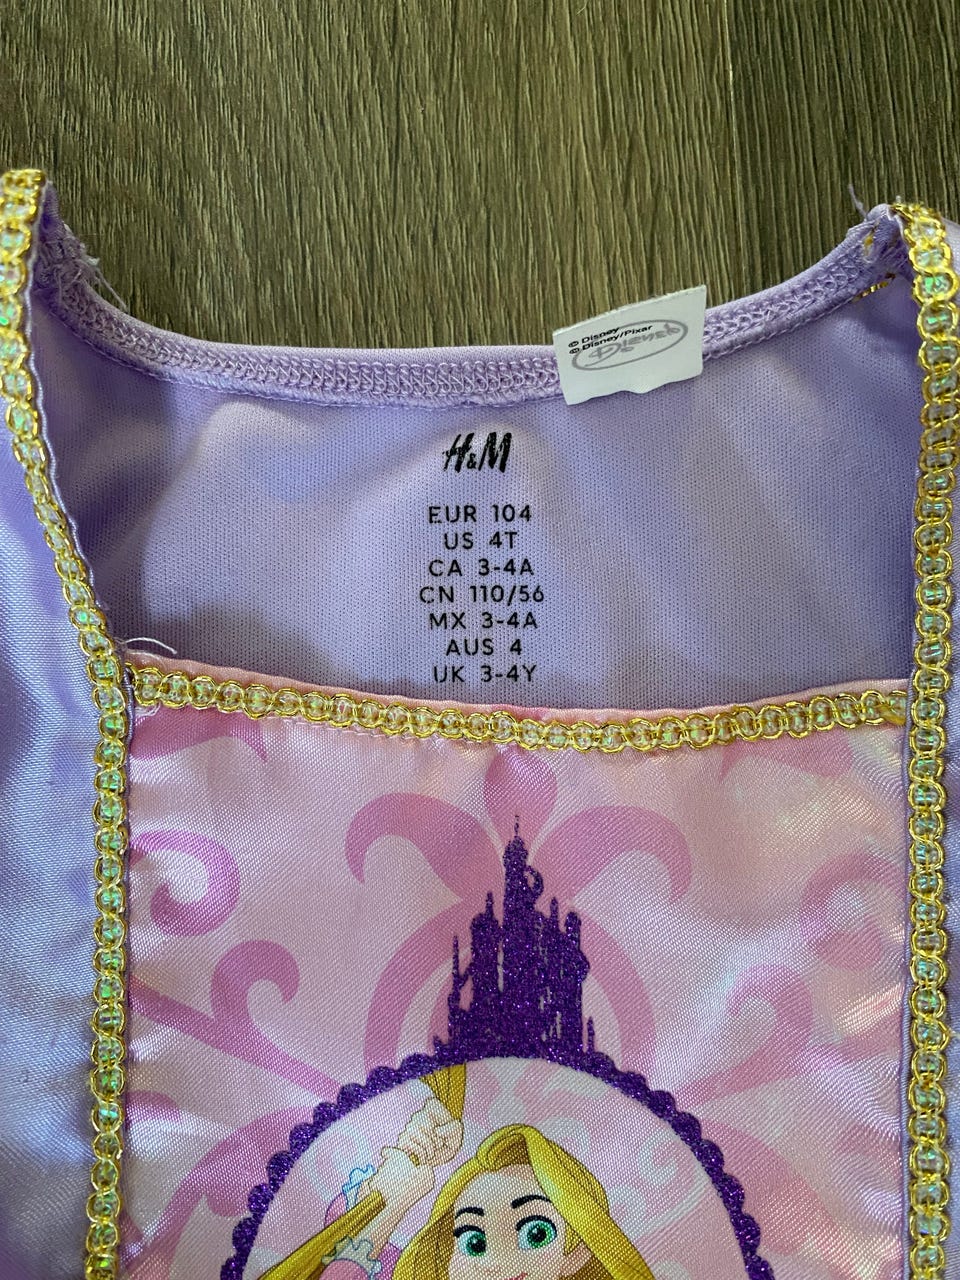 © Disney
© Disney/Pixar
Disney
H&M
EUR 104
US 4T
CA 3-4A
CN 110/56
MX 3-4A
AUS 4
UK 3-4Y